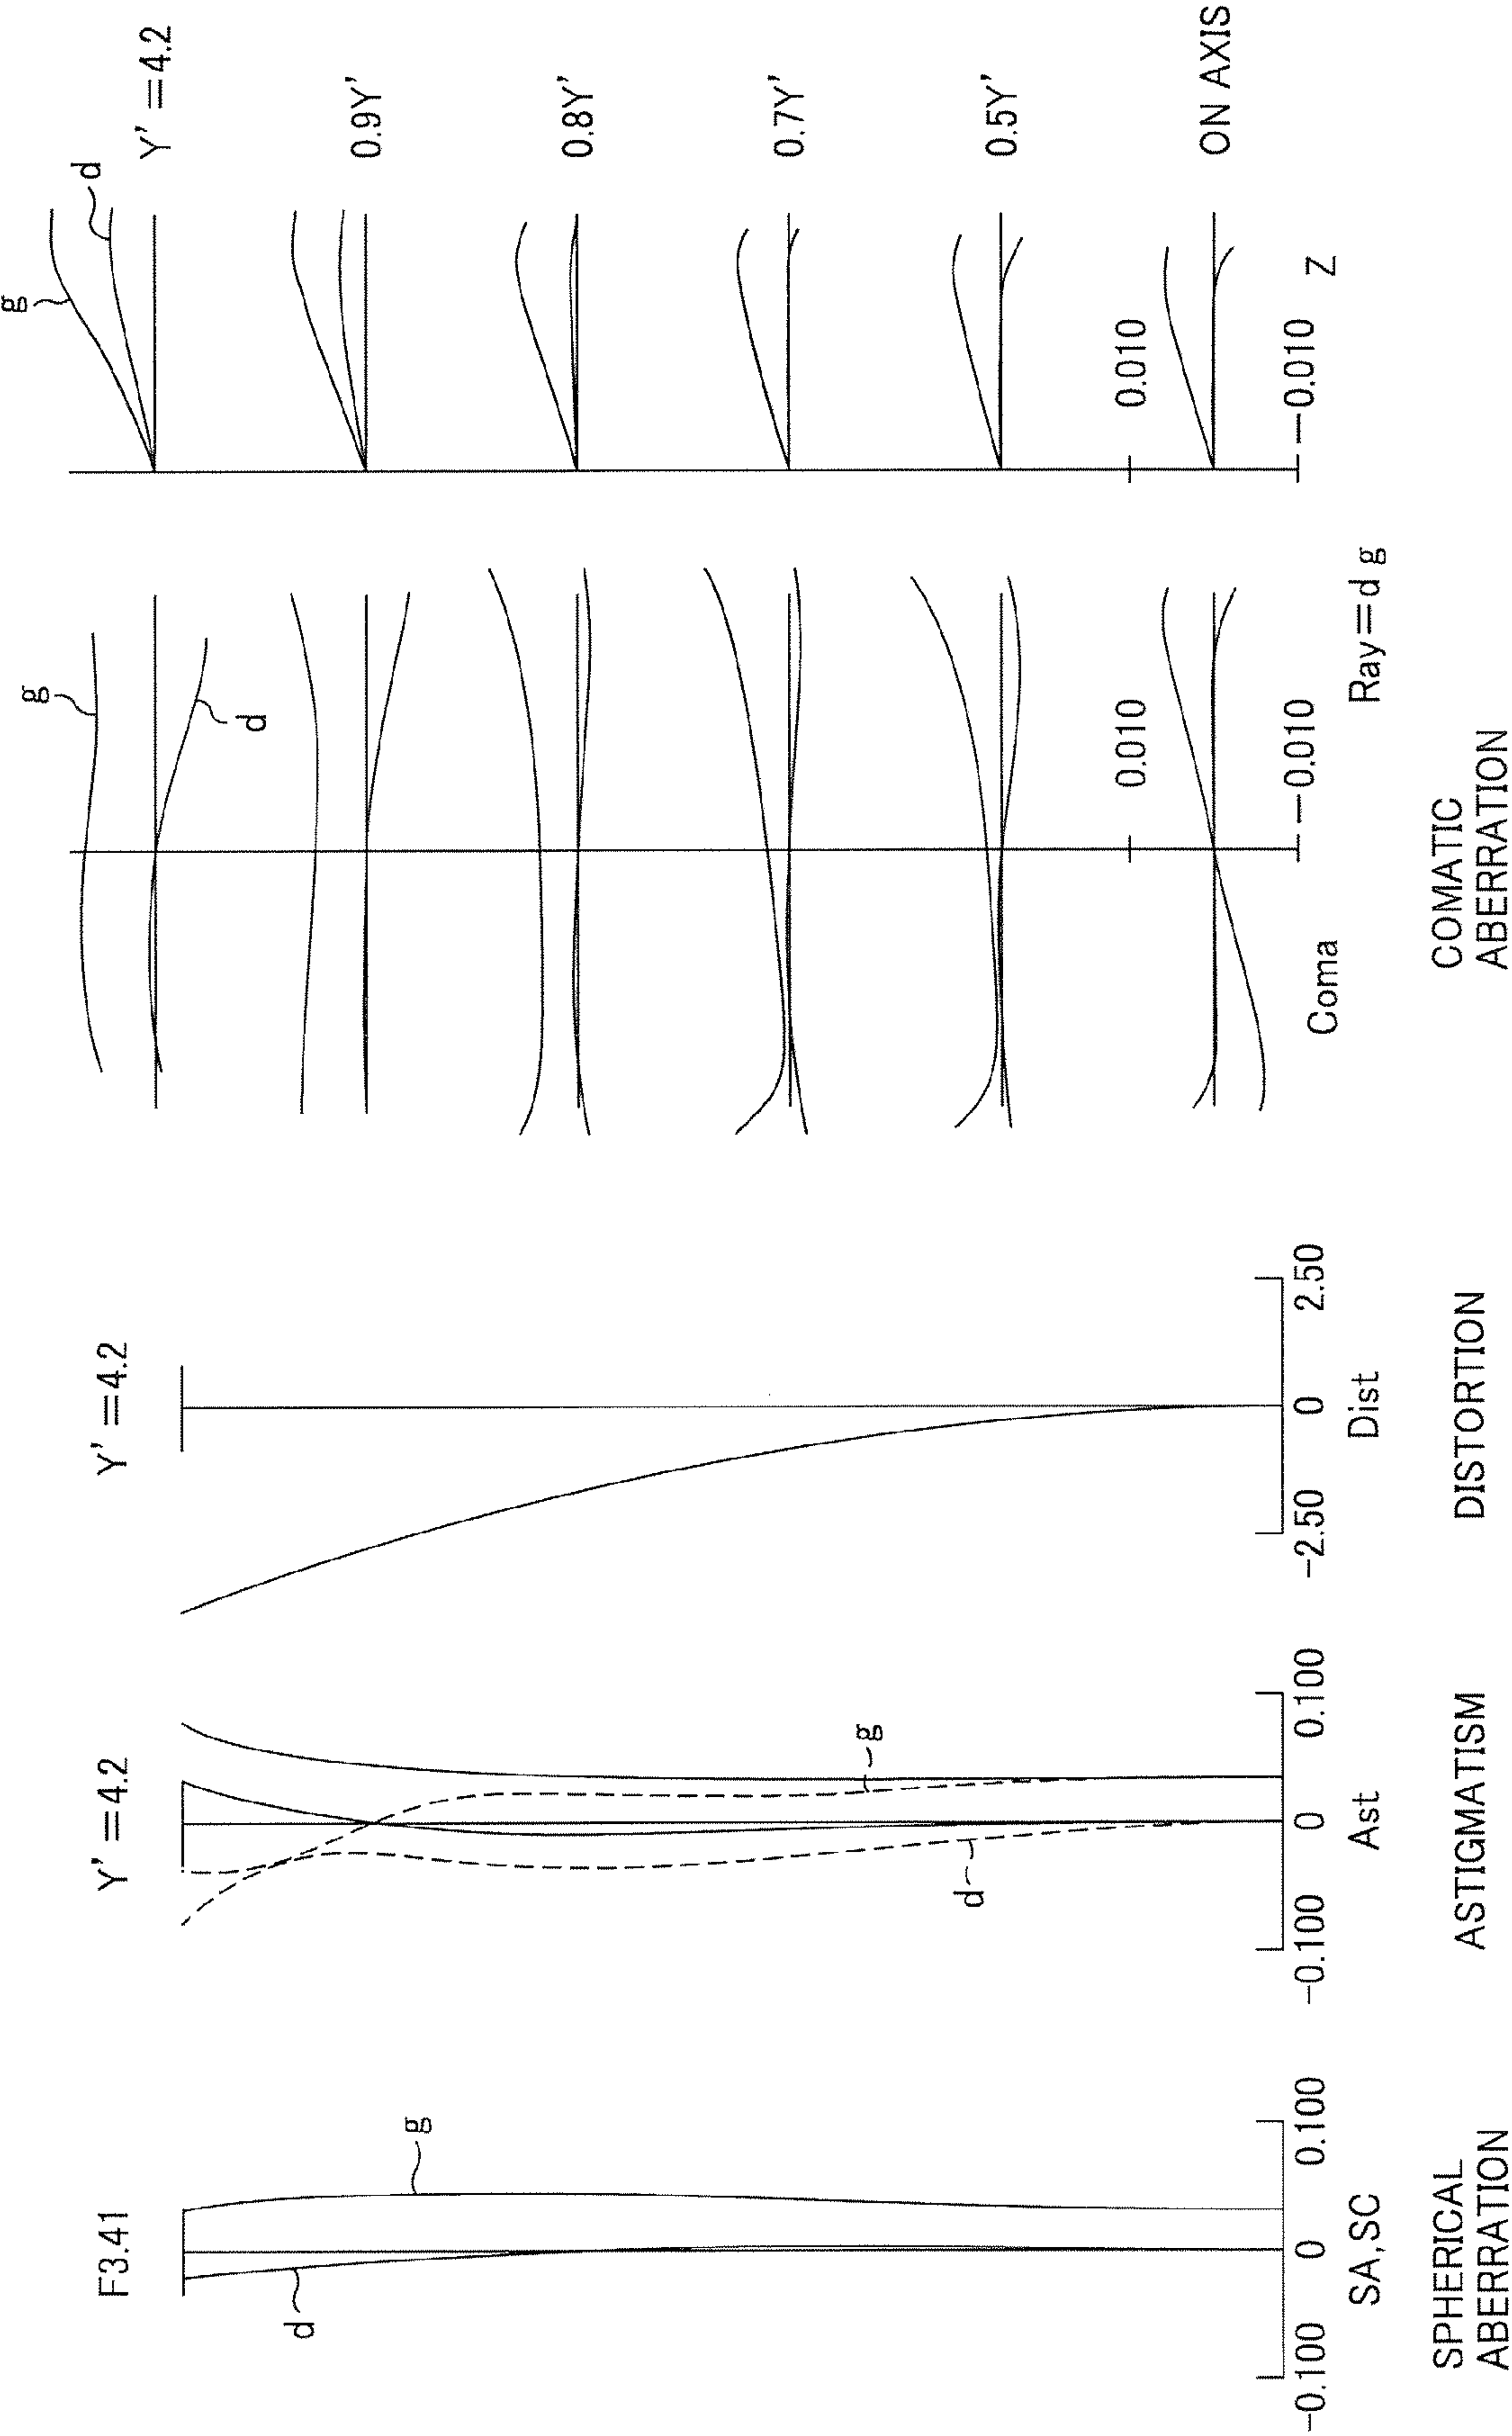 F3.41
g
d
-0.100
0
0.100
SA,SC
SPHERICAL
ABERRATION
Y'=4.2
g
d
-0.100
0
0.100
Ast
ASTIGMATISM
Y'=4.2
-2.50
0
2.50
Dist
DISTORTION
g
d
0.010
-0.010
Coma
Ray=d g
COMATIC
ABERRATION
g
d
Y'=4.2
0.9Y'
0.8Y'
0.7Y'
0.5Y'
ON AXIS
0.010
-0.010
Z